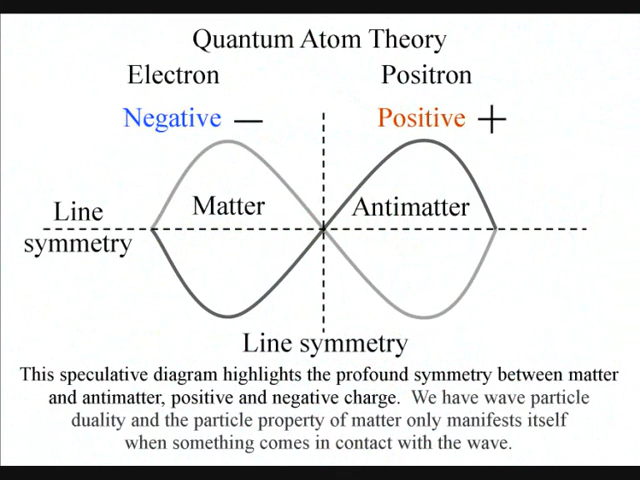 Quantum Atom Theory
Electron Positron
Negative — Positive +
Matter Antimatter
Line
symmetry
Line symmetry
This speculative diagram highlights the profound symmetry between matter
and antimatter, positive and negative charge. We have wave particle
duality and the particle property of matter only manifests itself
when something comes in contact with the wave.